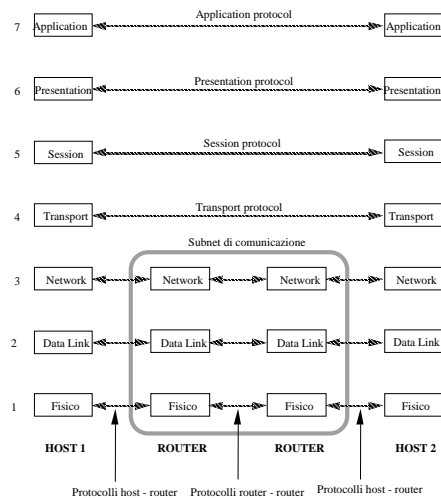 Application protocol
7 Application Application
Presentation protocol
6 Presentation Presentation
Session protocol
5 Session Session
Transport protocol
4 Transport Transport
Subnet di comunicazione
3 Network Network Network Network
2 Data Link Data Link Data Link Data Link
1 Fisico Fisico Fisico Fisico
HOST 1 ROUTER ROUTER HOST 2
Protocolli host - router Protocolli router - router Protocolli host - router